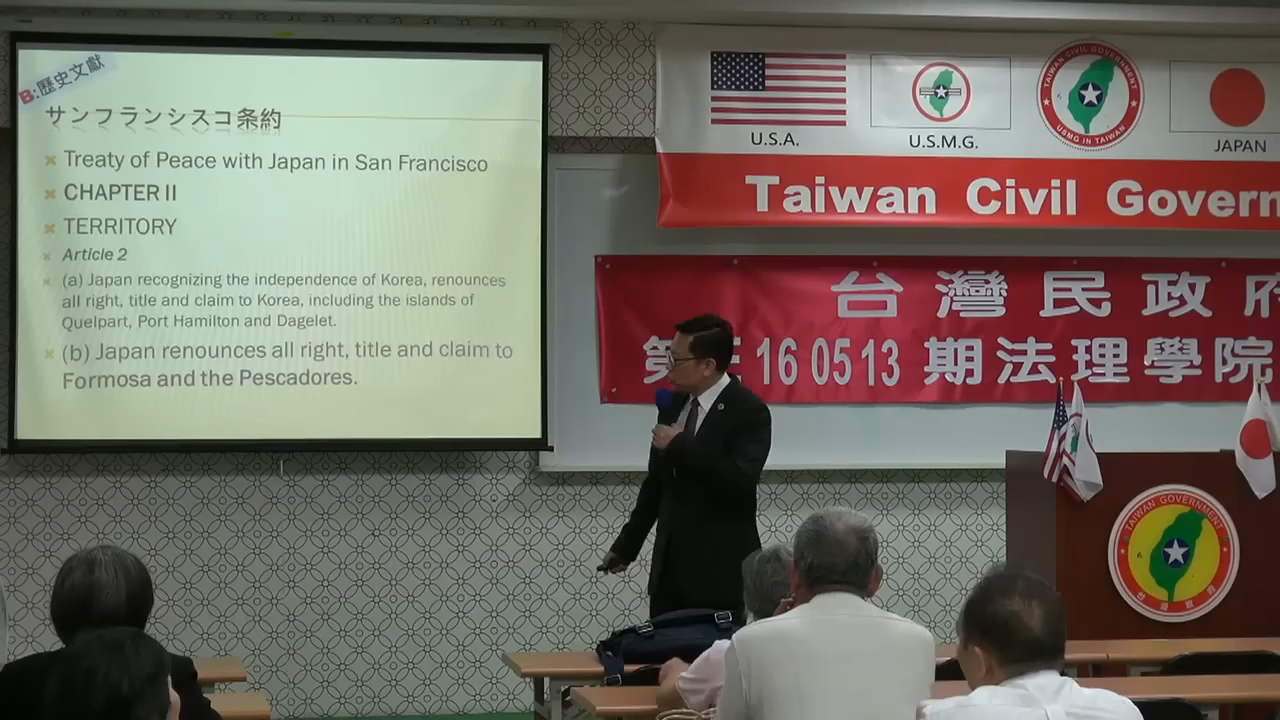 B:歷史文獻
サンフランシスコ条約
Treaty of Peace with Japan in San Francisco
CHAPTER II
TERRITORY
Article 2
(a) Japan recognizing the independence of Korea, renounces
all right, title and claim to Korea, including the islands of
Quelpart, Port Hamilton and Dagelet.
(b) Japan renounces all right, title and claim to
Formosa and the Pescadores.
U.S.A.
U.S.M.G.
TAIWAN CIVIL GOVERNMENT
USMG IN TAIWAN
JAPAN
Taiwan Civil Govern
台灣民政府
第 16 05 13 期法理學院
TAIWAN GOVERNMENT
台灣政府